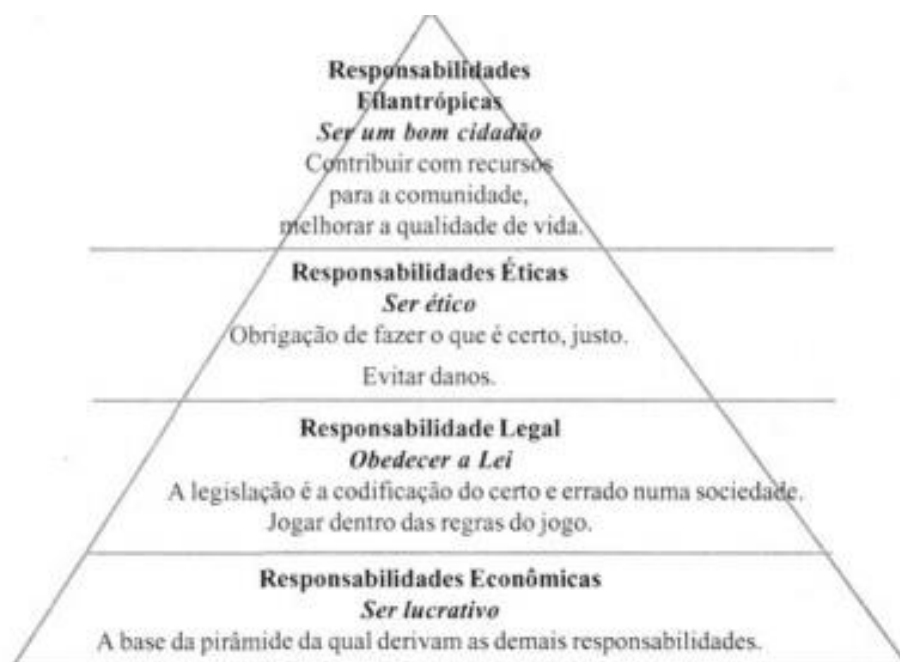 Responsabilidades
Filantrópicas
Ser um bom cidadão
Contribuir com recursos
para a comunidade,
melhorar a qualidade de vida.
Responsabilidades Éticas
Ser ético
Obrigação de fazer o que é certo, justo.
Evitar danos.
Responsabilidade Legal
Obedecer a Lei
A legislação é a codificação do certo e errado numa sociedade.
Jogar dentro das regras do jogo.
Responsabilidades Econômicas
Ser lucrativo
A base da pirâmide da qual derivam as demais responsabilidades.